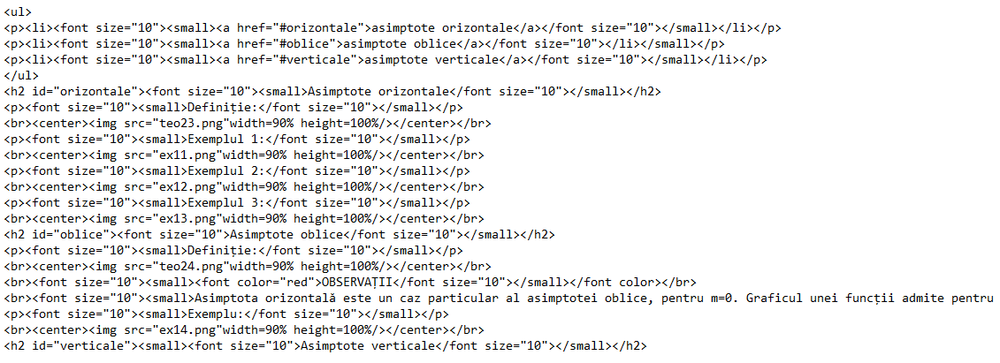 <ul>
<p><li><font size="10"><small><a href="#orizontale">asimptote orizontale</a></font size="10"></small></li></p>
<p><li><font size="10"><small><a href="#oblice">asimptote oblice</a></font size="10"></li></small></p>
<p><li><font size="10"><small><a href="#verticale">asimptote verticale</a></font size="10"></small></li></p>
</ul>
<h2 id="orizontale"><font size="10"><small>Asimptote orizontale</font size="10"></small></h2>
<p><font size="10"><small>Definiție:</font size="10"></small></p>
<br><center><img src="teo23.png"width=90% height=100%/></center></br>
<p><font size="10"><small>Exemplul 1:</font size="10"></small></p>
<br><center><img src="ex11.png"width=90% height=100%/></center></br>
<p><font size="10"><small>Exemplul 2:</font size="10"></small></p>
<br><center><img src="ex12.png"width=90% height=100%/></center></br>
<p><font size="10"><small>Exemplul 3:</font size="10"></small></p>
<br><center><img src="ex13.png"width=90% height=100%/></center></br>
<h2 id="oblice"><font size="10">Asimptote oblice</font size="10"></small></h2>
<p><font size="10"><small>Definiție:</font size="10"></small></p>
<br><center><img src="teo24.png"width=90% height=100%/></center></br>
<br><font size="10"><small><font color="red">OBSERVAȚII</font size="10"></small></font color></br>
<br><font size="10"><small>Asimptota orizontală este un caz particular al asimptotei oblice, pentru m=0. Graficul unei funcții admite pentru
<p><font size="10"><small>Exemplu:</font size="10"></small></p>
<br><center><img src="ex14.png"width=90% height=100%/></center></br>
<h2 id="verticale"><small><font size="10">Asimptote verticale</font size="10"></small></h2>